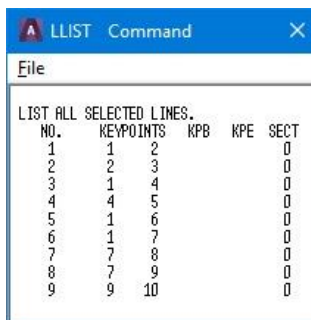 LLIST Command
File
LIST ALL SELECTED LINES.
NO. KEYPOINTS KPB KPE SECT
1 1 2 0
2 2 3 0
3 1 4 0
4 4 5 0
5 1 6 0
6 1 7 0
7 7 8 0
8 7 9 0
9 9 10 0